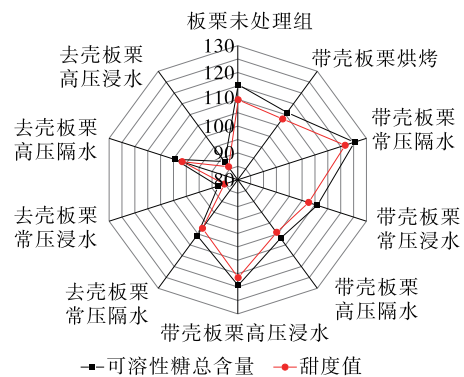 板栗未处理组
130
120
110
100
90
80
带壳板栗烘烤
带壳板栗
常压隔水
带壳板栗
常压浸水
带壳板栗
高压隔水
带壳板栗高压浸水
去壳板栗
常压隔水
去壳板栗
常压浸水
去壳板栗
高压隔水
去壳板栗
高压浸水
可溶性糖总含量
甜度值